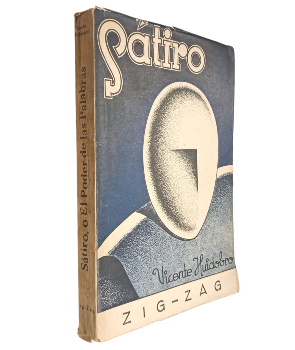 Sátiro
Vicente Huidobro
ZIG-ZAG
Sátiro, o El Poder de las Palabras